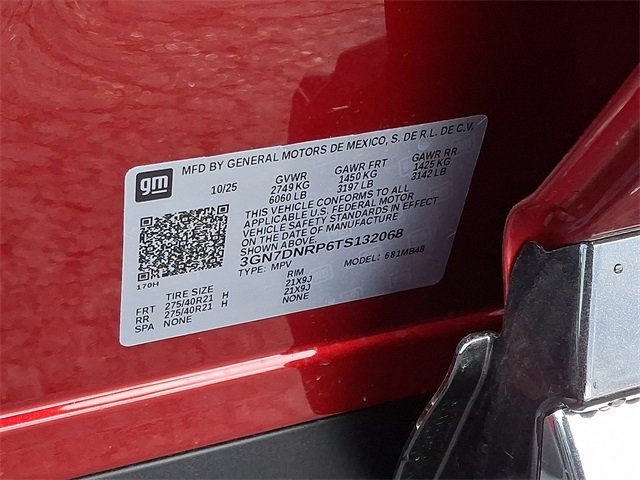 gm
MFD BY GENERAL MOTORS DE MEXICO, S. DE R.L. DE C.V.
10/25 GVWR GAWR FRT GAWR RR
2749 KG 1450 KG 1425 KG
6060 LB 3197 LB 3142 LB
THIS VEHICLE CONFORMS TO ALL
APPLICABLE U.S. FEDERAL MOTOR
VEHICLE SAFETY STANDARDS IN EFFECT
ON THE DATE OF MANUFACTURE
SHOWN ABOVE.
3GN7DNRP6TS132068
TYPE: MPV MODEL: 681MB48
170H
TIRE SIZE RIM
FRT 275/40R21 H 21X9J
RR 275/40R21 H 21X9J
SPA NONE NONE